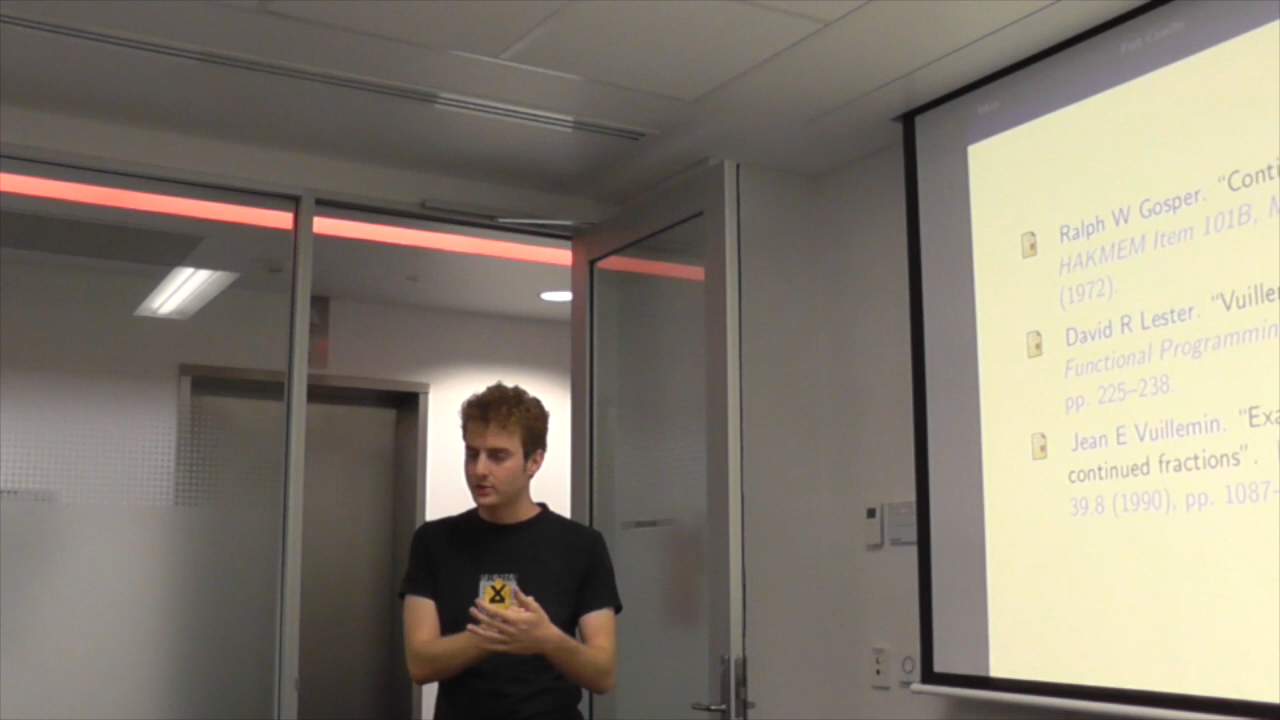 Ralph W Gosper. "Conti
HAKMEM Item 101B, M
(1972).
David R Lester. "Vuiller
Functional Programmin
pp. 225–238.
Jean E Vuillemin. "Exa
continued fractions".
39.8 (1990), pp. 1087–